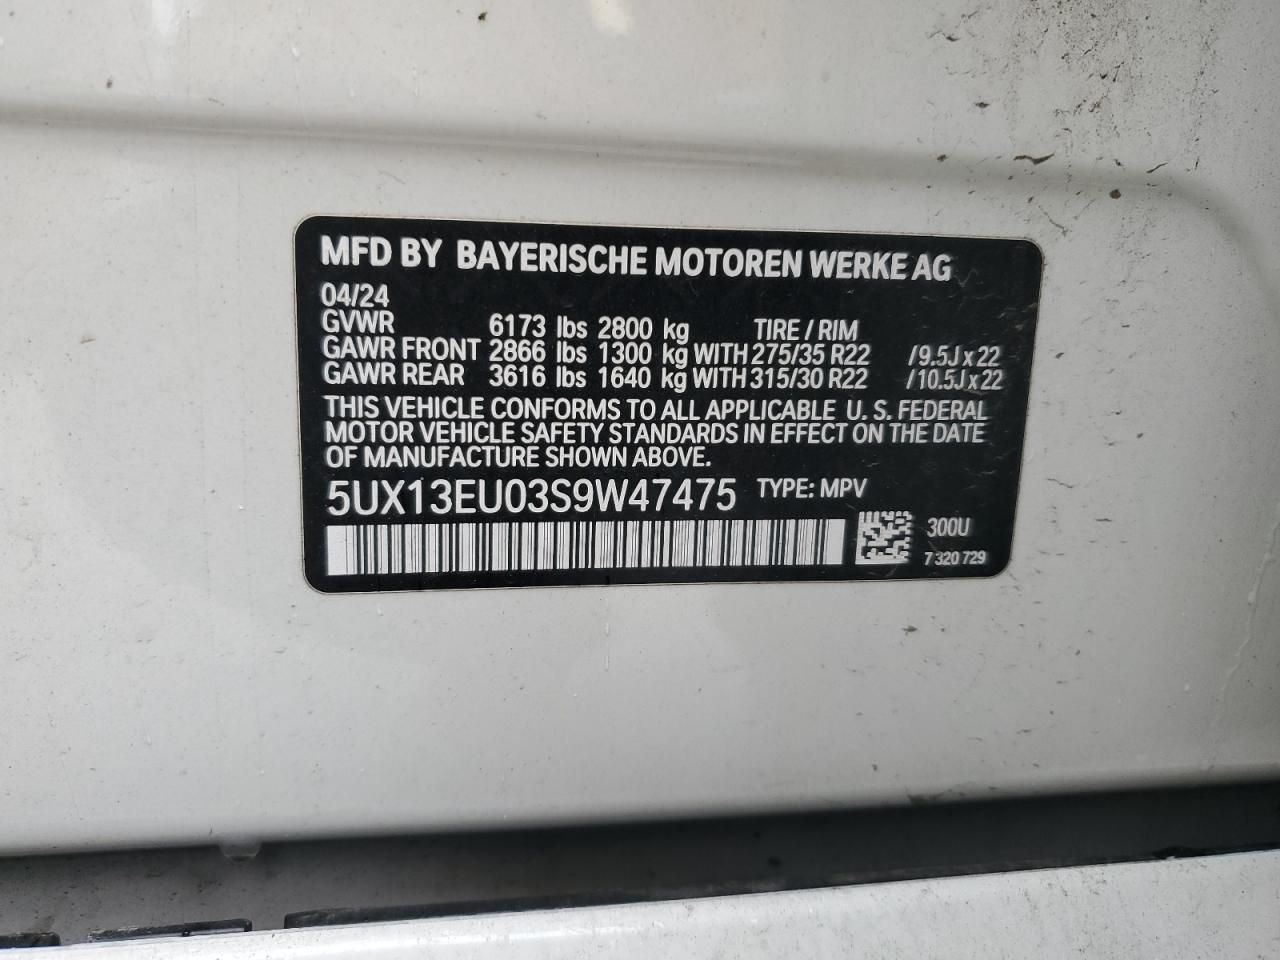 MFD BY BAYERISCHE MOTOREN WERKE AG
04/24
GVWR 6173 lbs 2800 kg TIRE / RIM
GAWR FRONT 2866 lbs 1300 kg WITH 275/35 R22 /9.5J x 22
GAWR REAR 3616 lbs 1640 kg WITH 315/30 R22 /10.5J x 22
THIS VEHICLE CONFORMS TO ALL APPLICABLE U. S. FEDERAL
MOTOR VEHICLE SAFETY STANDARDS IN EFFECT ON THE DATE
OF MANUFACTURE SHOWN ABOVE.
5UX13EU03S9W47475 TYPE: MPV
300U
7 320 729